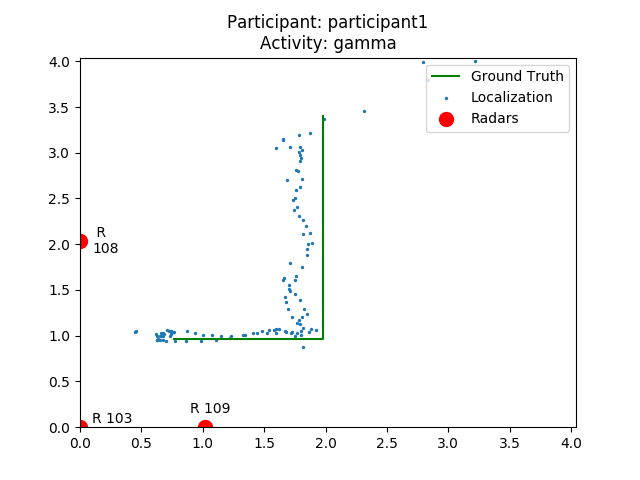 Participant: participant1
Activity: gamma
4.0
3.5
3.0
2.5
2.0
1.5
1.0
0.5
0.0
Ground Truth
Localization
Radars
R
108
R 103
R 109
0.0 0.5 1.0 1.5 2.0 2.5 3.0 3.5 4.0